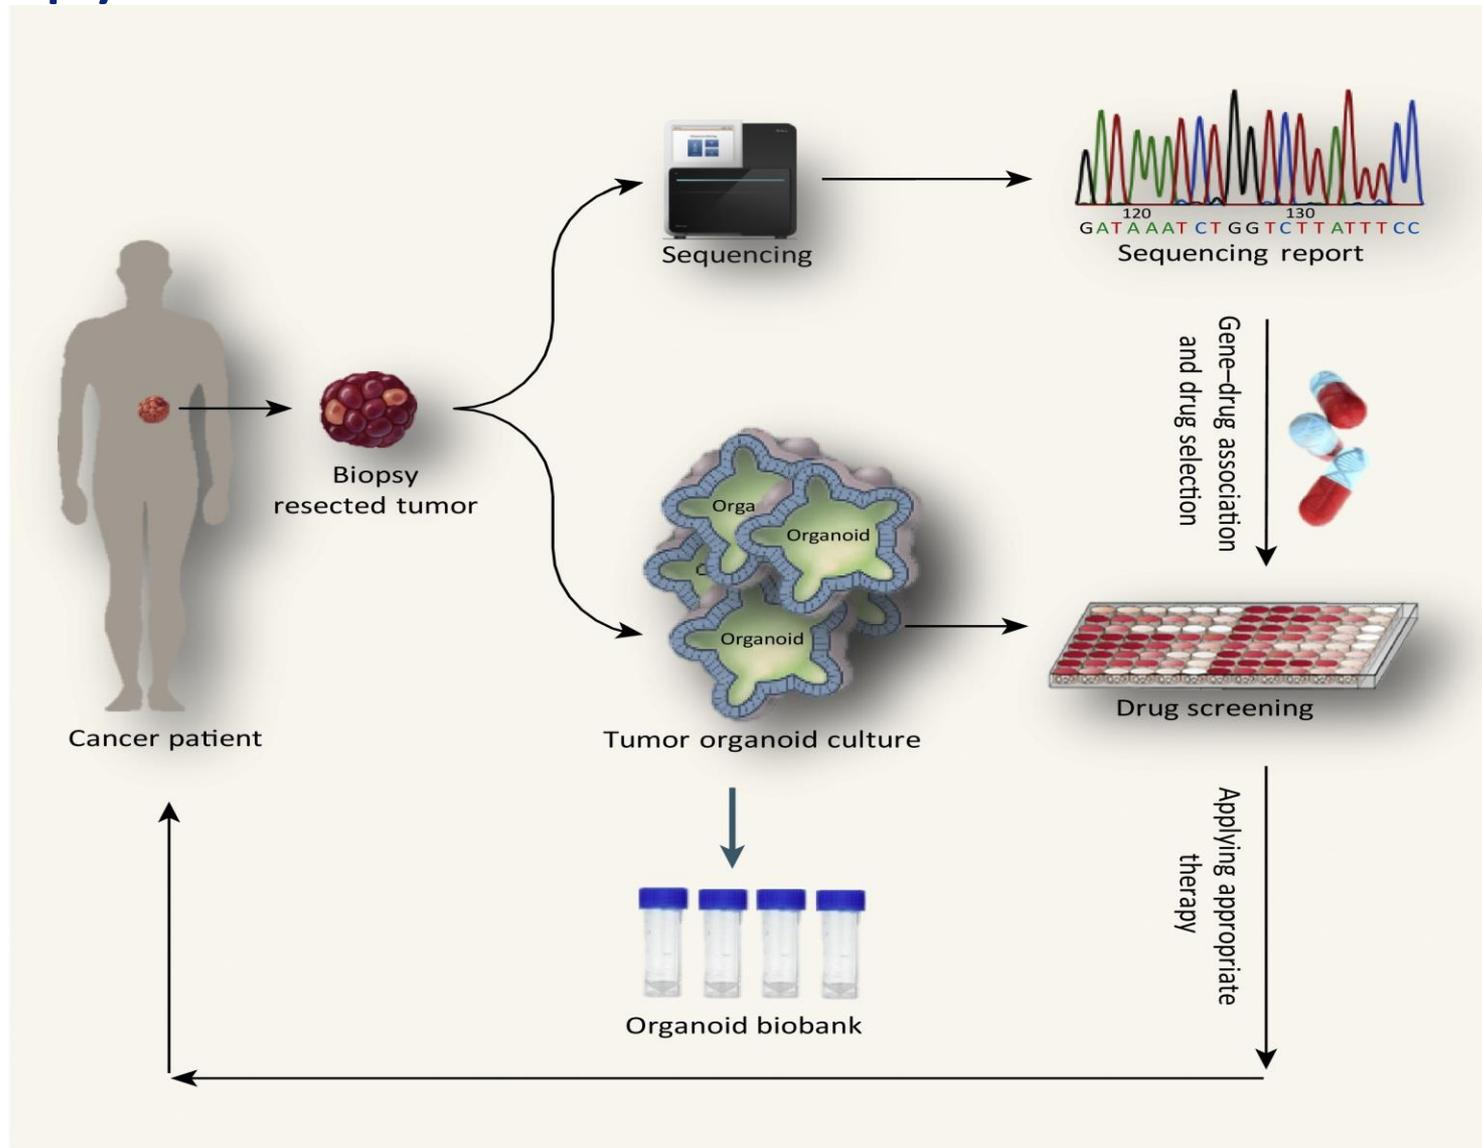 Sequencing
120 130
GATAAATCTGGTCTTATTTCC
Sequencing report
Gene–drug association
and drug selection
Biopsy
resected tumor
Orga
Organoid
C
Organoid
Cancer patient
Tumor organoid culture
Drug screening
Applying appropriate
therapy
Organoid biobank